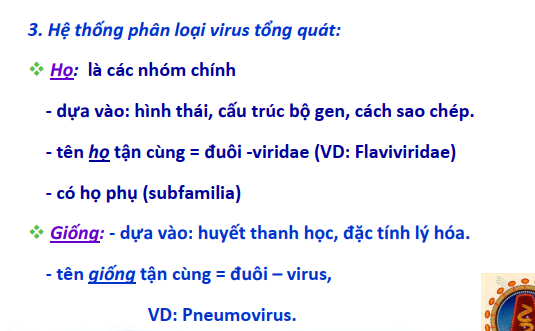 3. Hệ thống phân loại virus tổng quát:
❖ Họ: là các nhóm chính
- dựa vào: hình thái, cấu trúc bộ gen, cách sao chép.
- tên họ tận cùng = đuôi -viridae (VD: Flaviviridae)
- có họ phụ (subfamilia)
❖ Giống: - dựa vào: huyết thanh học, đặc tính lý hóa.
- tên giống tận cùng = đuôi – virus,
VD: Pneumovirus.